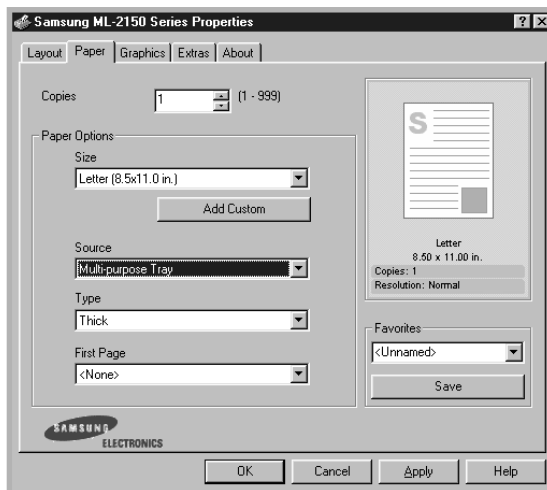 Samsung ML-2150 Series Properties
Layout Paper Graphics Extras About
Copies 1 (1 - 999)
Paper Options
Size
Letter (8.5x11.0 in.)
Add Custom
Source
Multi-purpose Tray
Type
Thick
First Page
<None>
S
Letter
8.50 x 11.00 in.
Copies: 1
Resolution: Normal
Favorites
<Unnamed>
Save
SAMSUNG
ELECTRONICS
OK Cancel Apply Help